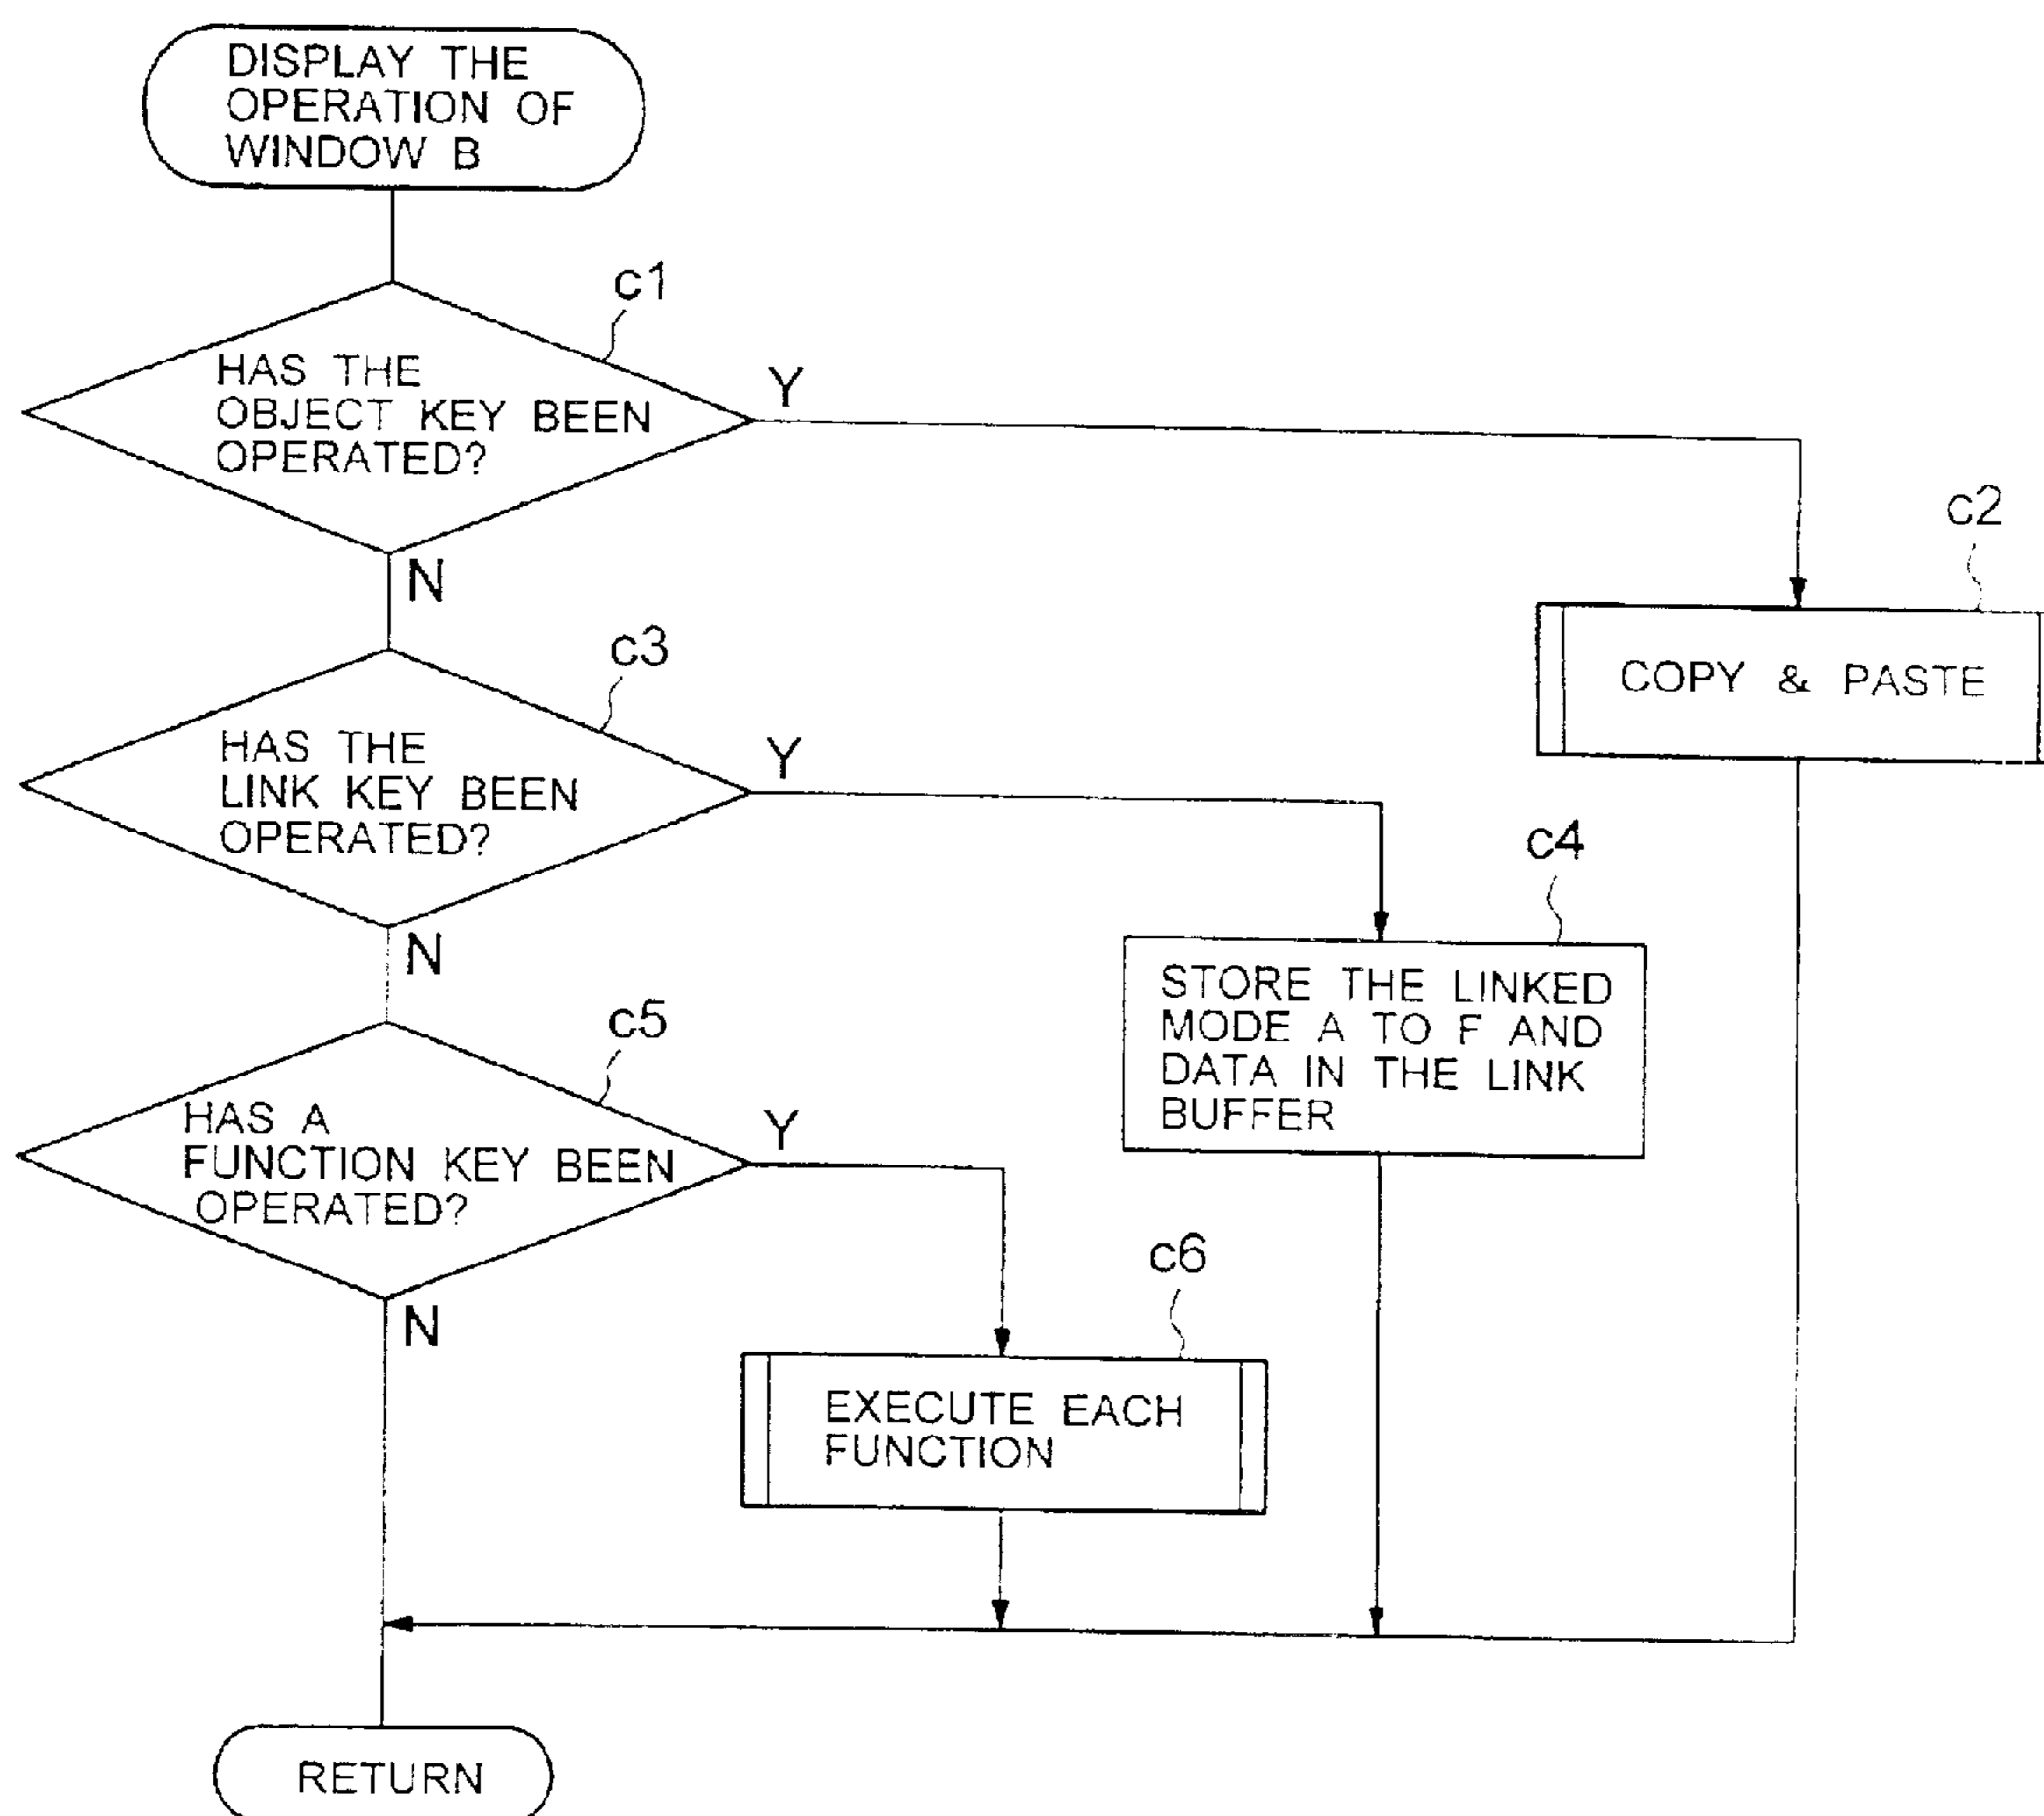 DISPLAY THE
OPERATION OF
WINDOW B
c1
HAS THE
OBJECT KEY BEEN
OPERATED?
Y
N
c2
COPY & PASTE
c3
HAS THE
LINK KEY BEEN
OPERATED?
Y
N
c4
STORE THE LINKED
MODE A TO F AND
DATA IN THE LINK
BUFFER
c5
HAS A
FUNCTION KEY BEEN
OPERATED?
Y
N
c6
EXECUTE EACH
FUNCTION
RETURN